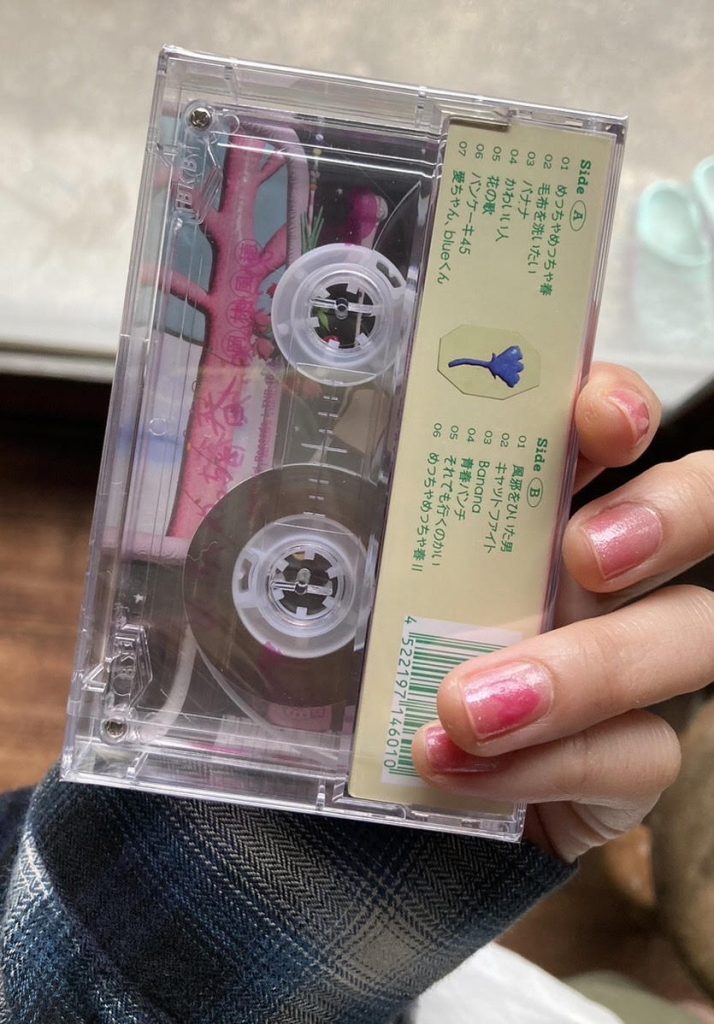 Side A
01 めっちゃめっちゃ春
02 毛布を洗いたい
03 バナナ
04 かわいい人
05 花の歌
06 パンケーキ45
07 愛ちゃん、blueくん
Side B
01 風邪をひいた男
02 キャットファイト
03 Banana
04 青春パンチ
05 それでも行くのかい
06 めっちゃめっちゃ春II
4 522197 146010
A